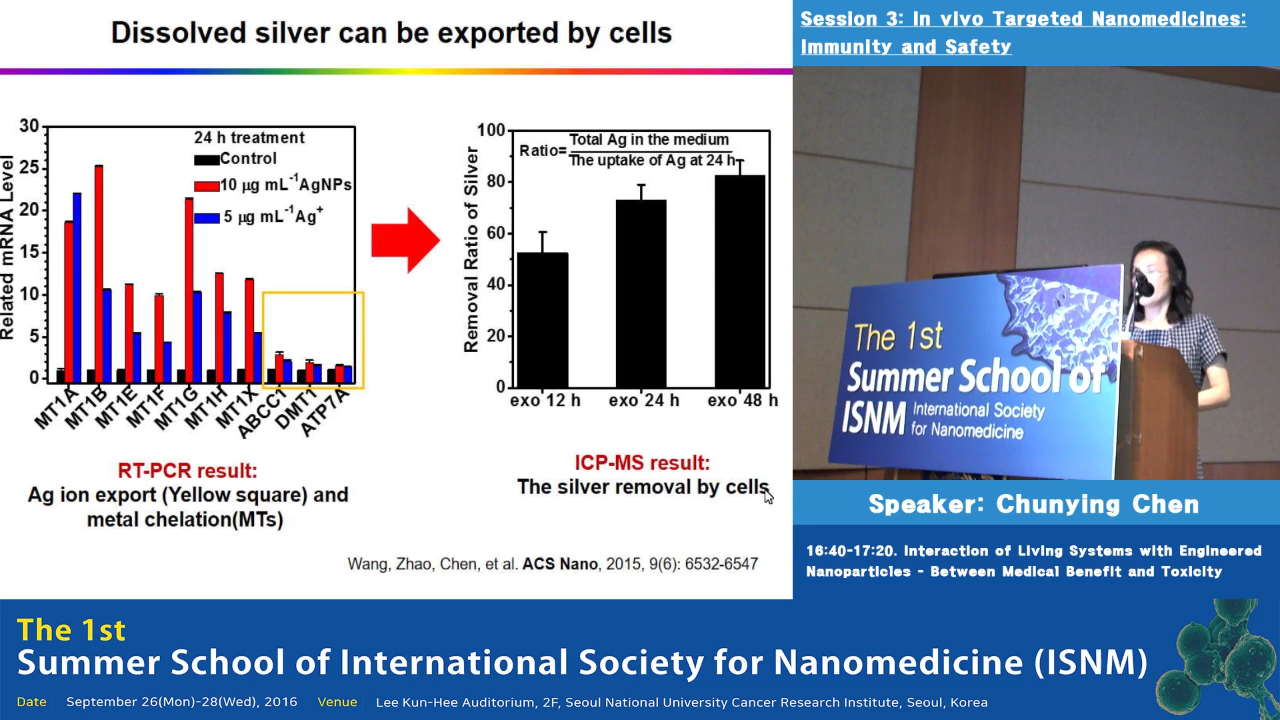 Dissolved silver can be exported by cells
30
25
20
15
10
5
0
Related mRNA Level
24 h treatment
Control
10 µg mL⁻¹AgNPs
5 µg mL⁻¹Ag⁺
MT1A
MT1B
MT1E
MT1F
MT1G
MT1H
MT1X
ABCC1
DMT1
ATP7A
RT-PCR result:
Ag ion export (Yellow square) and
metal chelation(MTs)
100
80
60
40
20
0
Removal Ratio of Silver
Ratio= Total Ag in the medium
The uptake of Ag at 24 h
exo 12 h
exo 24 h
exo 48 h
ICP-MS result:
The silver removal by cells
Wang, Zhao, Chen, et al. ACS Nano, 2015, 9(6): 6532-6547
Session 3: In vivo Targeted Nanomedicines:
Immunity and Safety
The 1st
Summer School of
ISNM International Society
for Nanomedicine
Speaker: Chunying Chen
16:40-17:20. Interaction of Living Systems with Engineered
Nanoparticles - Between Medical Benefit and Toxicity
The 1st
Summer School of International Society for Nanomedicine (ISNM)
Date September 26(Mon)-28(Wed), 2016 Venue Lee Kun-Hee Auditorium, 2F, Seoul National University Cancer Research Institute, Seoul, Korea